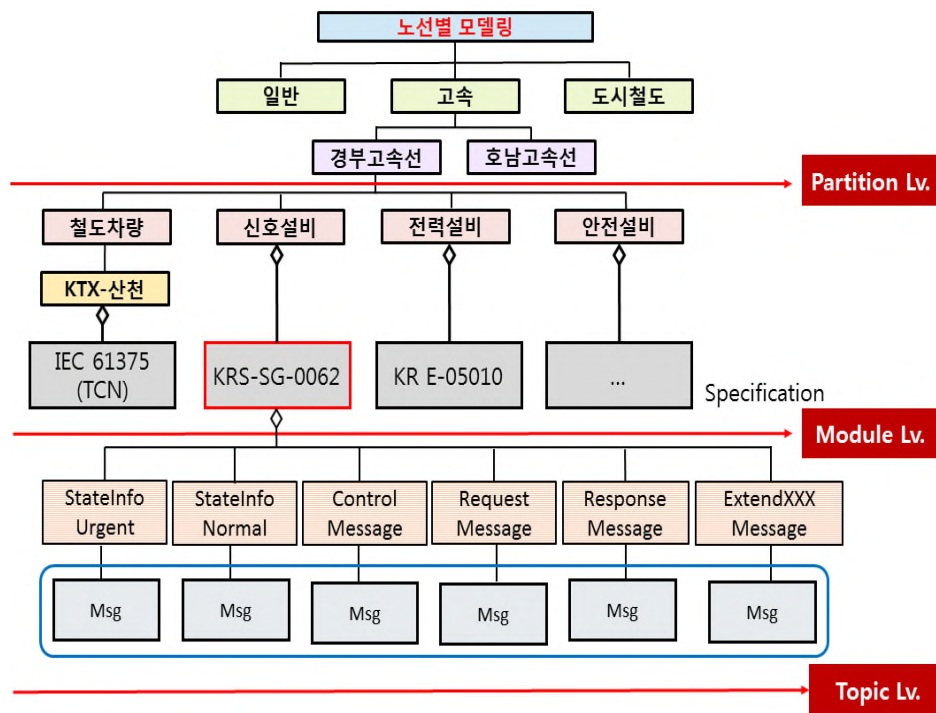 노선별 모델링
일반
고속
도시철도
경부고속선
호남고속선
Partition Lv.
철도차량
신호설비
전력설비
안전설비
KTX-산천
IEC 61375
(TCN)
KRS-SG-0062
KR E-05010
...
Specification
Module Lv.
StateInfo
Urgent
StateInfo
Normal
Control
Message
Request
Message
Response
Message
ExtendXXX
Message
Msg
Msg
Msg
Msg
Msg
Msg
Topic Lv.